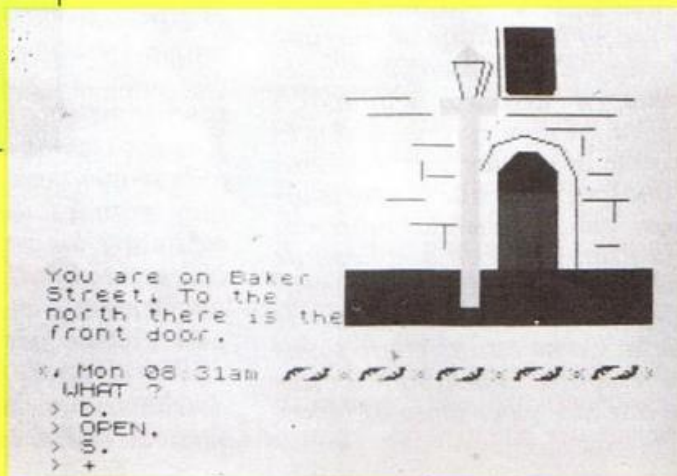 You are on Baker
Street. To the
north there is the
front door.
Mon 08:31am
WHAT ?
> D.
> OPEN.
> S.
> +